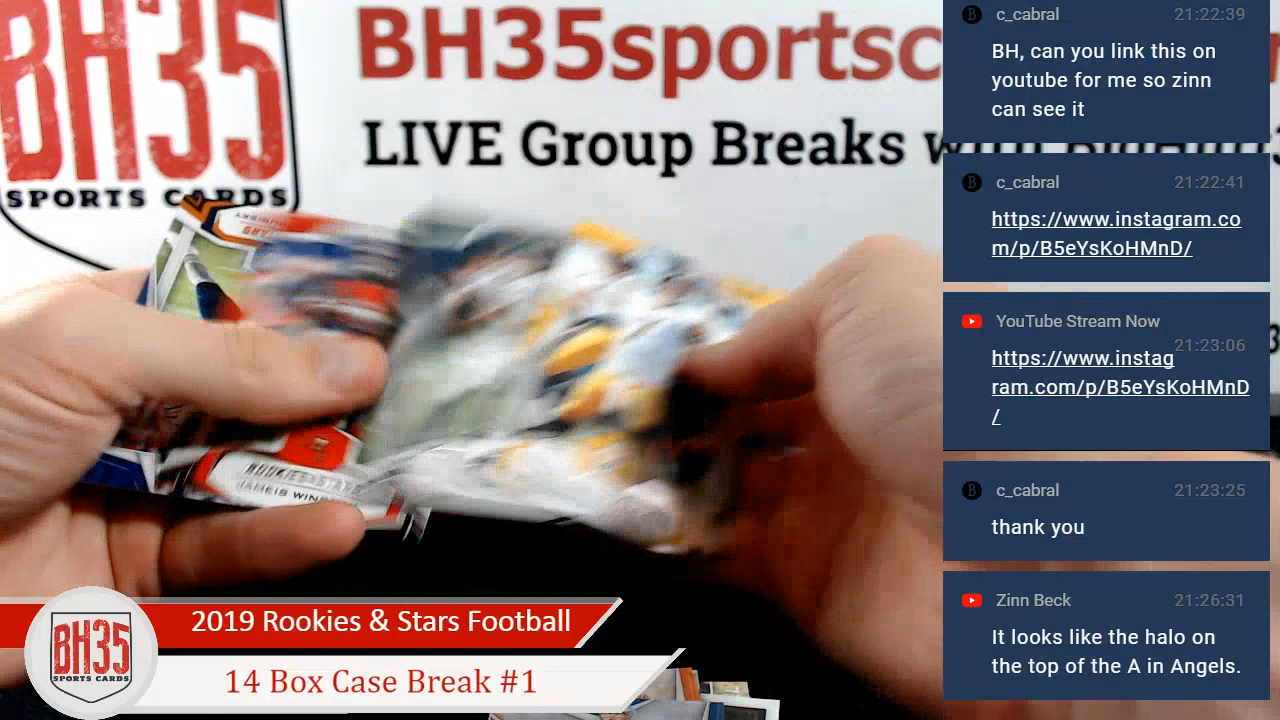 BH35
SPORTS CARDS
BH35sportsc
LIVE Group Breaks
ROOKIES & STARS
JAMEIS
2019 Rookies & Stars Football
14 Box Case Break #1
BH35
SPORTS CARDS
c_cabral 21:22:39
BH, can you link this on
youtube for me so zinn
can see it
c_cabral 21:22:41
https://www.instagram.co
m/p/B5eYsKoHMnD/
YouTube Stream Now
21:23:06
https://www.instag
ram.com/p/B5eYsKoHMnD
/
c_cabral 21:23:25
thank you
Zinn Beck 21:26:31
It looks like the halo on
the top of the A in Angels.